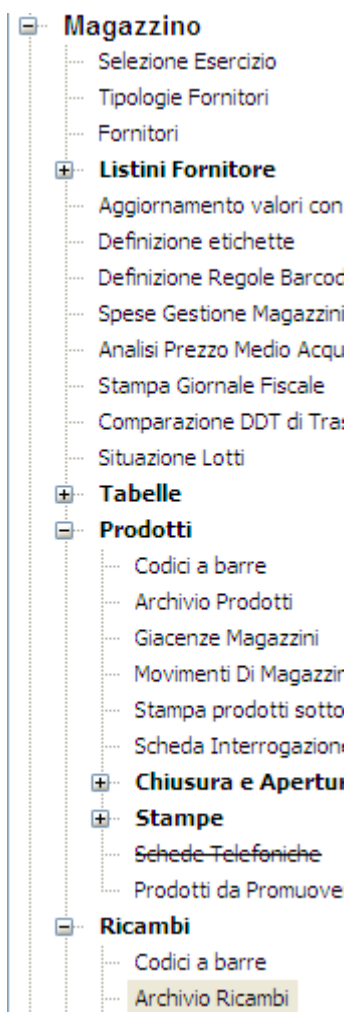 Magazzino
Selezione Esercizio
Tipologie Fornitori
Fornitori
Listini Fornitore
Aggiornamento valori con
Definizione etichette
Definizione Regole Barcod
Spese Gestione Magazzini
Analisi Prezzo Medio Acqu
Stampa Giornale Fiscale
Comparazione DDT di Tras
Situazione Lotti
Tabelle
Prodotti
Codici a barre
Archivio Prodotti
Giacenze Magazzini
Movimenti Di Magazzin
Stampa prodotti sotto
Scheda Interrogazione
Chiusura e Apertur
Stampe
Schede Telefoniche
Prodotti da Promuove
Ricambi
Codici a barre
Archivio Ricambi